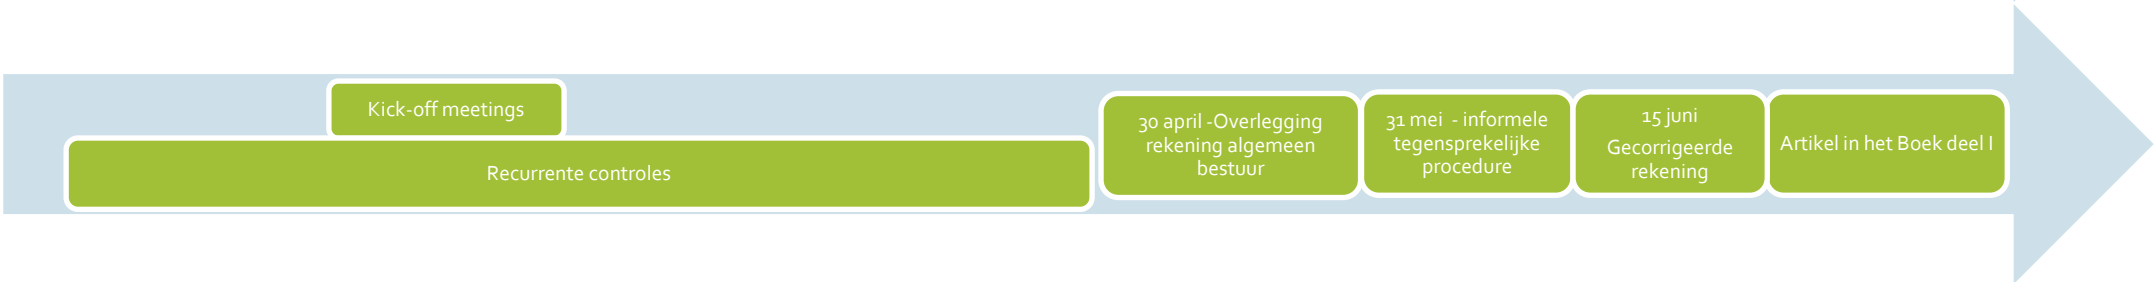 Kick-off meetings
Recurrente controles
30 april -Overlegging
rekening algemeen
bestuur
31 mei  - informele
tegensprekelijke
procedure
15 juni
Gecorrigeerde
rekening
Artikel in het Boek deel I